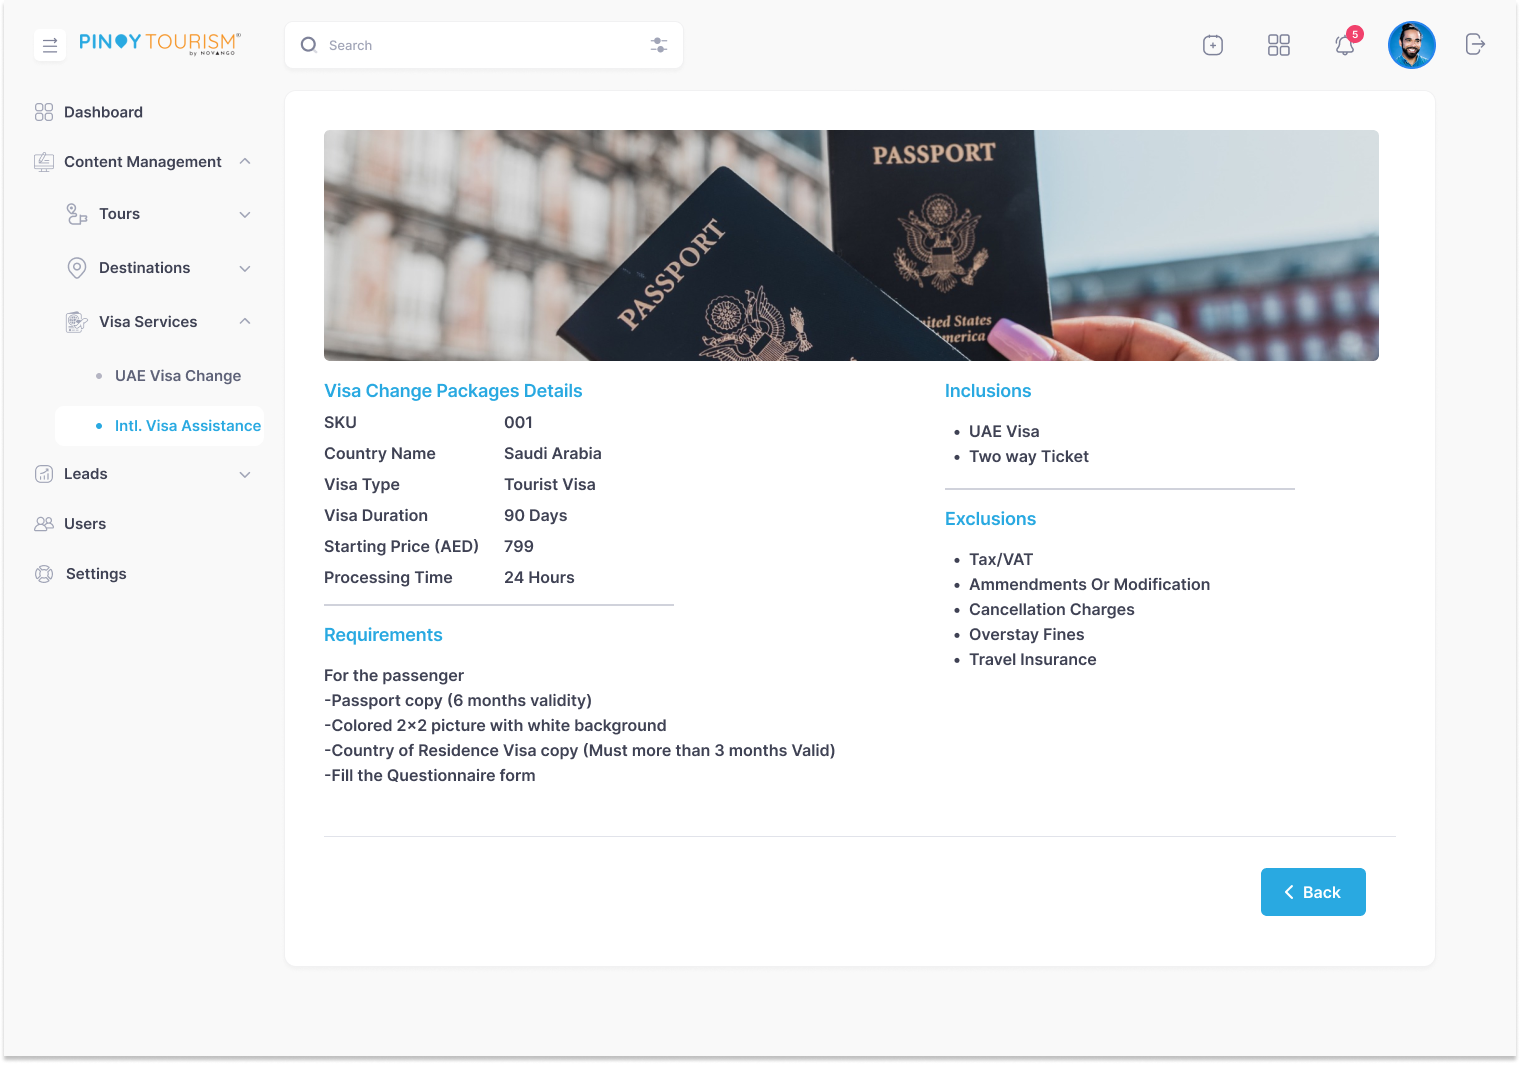 PINOY TOURISM
by NOVANGO
Search
5
Dashboard
Content Management
Tours
Destinations
Visa Services
UAE Visa Change
Intl. Visa Assistance
Leads
Users
Settings
PASSPORT
PASSPORT
United States
America
Visa Change Packages Details
SKU 001
Country Name Saudi Arabia
Visa Type Tourist Visa
Visa Duration 90 Days
Starting Price (AED) 799
Processing Time 24 Hours
Requirements
For the passenger
-Passport copy (6 months validity)
-Colored 2x2 picture with white background
-Country of Residence Visa copy (Must more than 3 months Valid)
-Fill the Questionnaire form
Inclusions
• UAE Visa
• Two way Ticket
Exclusions
• Tax/VAT
• Ammendments Or Modification
• Cancellation Charges
• Overstay Fines
• Travel Insurance
Back